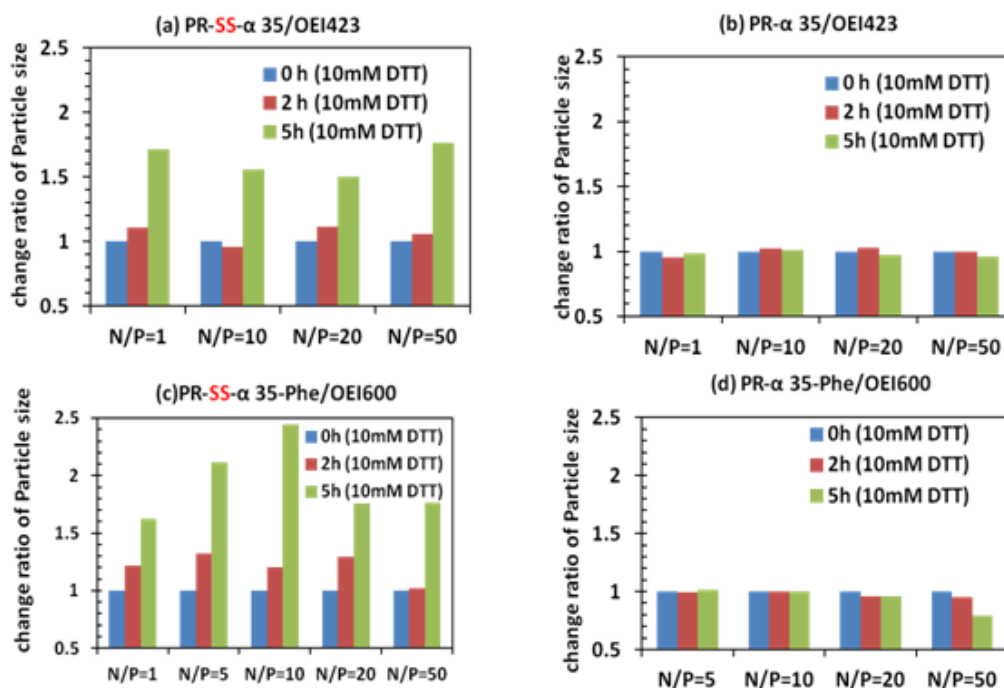 (a) PR-SS-α 35/OEI423
change ratio of Particle size
2.5
2
1.5
1
0.5
0 h (10mM DTT)
2 h (10mM DTT)
5h (10mM DTT)
N/P=1 N/P=10 N/P=20 N/P=50
(b) PR-α 35/OEI423
change ratio of Particle size
2.5
2
1.5
1
0.5
0 h (10mM DTT)
2 h (10mM DTT)
5h (10mM DTT)
N/P=1 N/P=10 N/P=20 N/P=50
(c)PR-SS-α 35-Phe/OEI600
change ratio of Particle size
2.5
2
1.5
1
0.5
0h (10mM DTT)
2h (10mM DTT)
5h (10mM DTT)
N/P=1 N/P=5 N/P=10 N/P=20 N/P=50
(d) PR-α 35-Phe/OEI600
change ratio of Particle size
2.5
2
1.5
1
0.5
0h (10mM DTT)
2h (10mM DTT)
5h (10mM DTT)
N/P=5 N/P=10 N/P=20 N/P=50